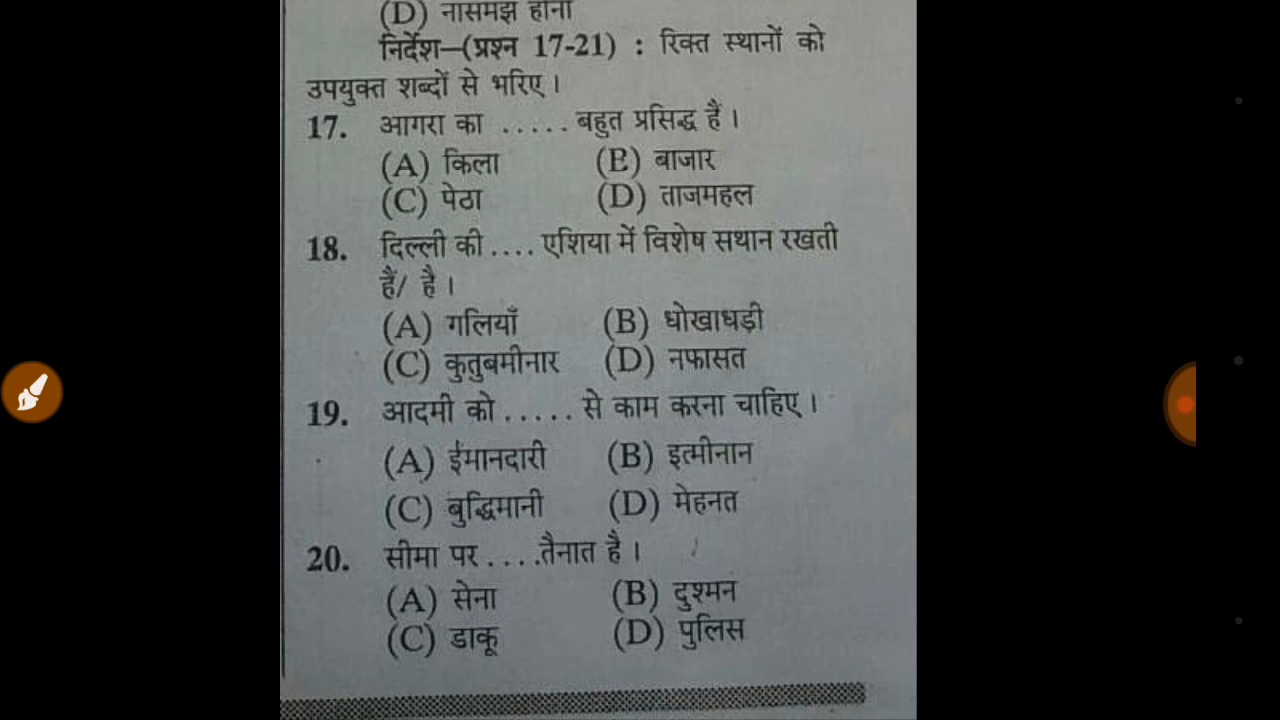 (D) नासमझ होना
निर्देश–(प्रश्न 17-21) : रिक्त स्थानों को
उपयुक्त शब्दों से भरिए।
17. आगरा का ..... बहुत प्रसिद्ध हैं।
(A) किला (B) बाजार
(C) पेठा (D) ताजमहल
18. दिल्ली की .... एशिया में विशेष सथान रखती
हैं/ है।
(A) गलियाँ (B) धोखाधड़ी
(C) कुतुबमीनार (D) नफासत
19. आदमी को ..... से काम करना चाहिए।
(A) ईमानदारी (B) इत्मीनान
(C) बुद्धिमानी (D) मेहनत
20. सीमा पर ....तैनात है।
(A) सेना (B) दुश्मन
(C) डाकू (D) पुलिस